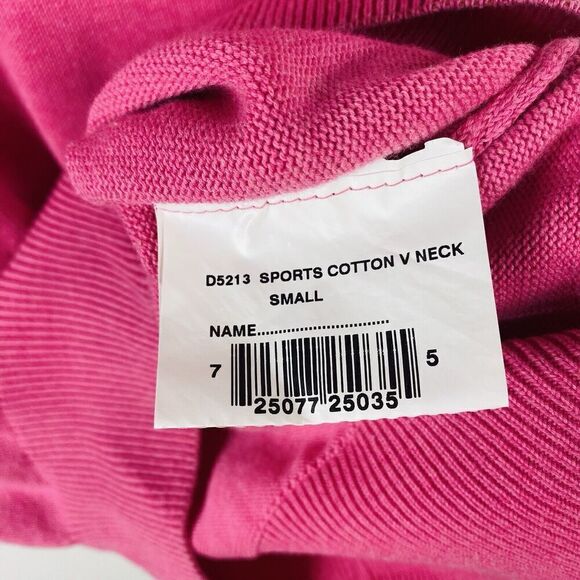 D5213 SPORTS COTTON V NECK
SMALL
NAME...............................
7 25077 25035 5